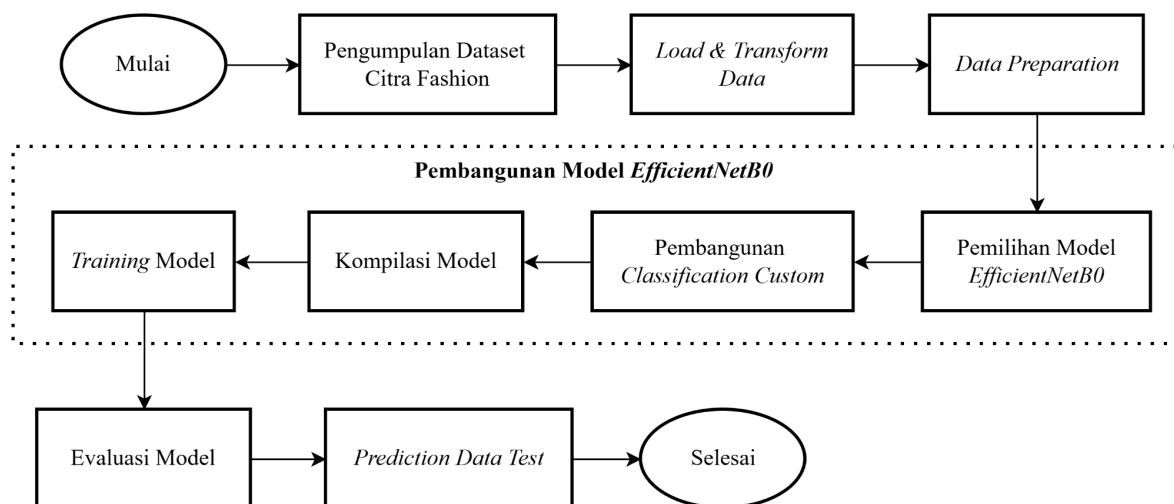 Mulai
Pengumpulan Dataset
Citra Fashion
Load & Transform
Data
Data Preparation
Pembangunan Model EfficientNetB0
Pemilihan Model
EfficientNetB0
Pembangunan
Classification Custom
Kompilasi Model
Training Model
Evaluasi Model
Prediction Data Test
Selesai